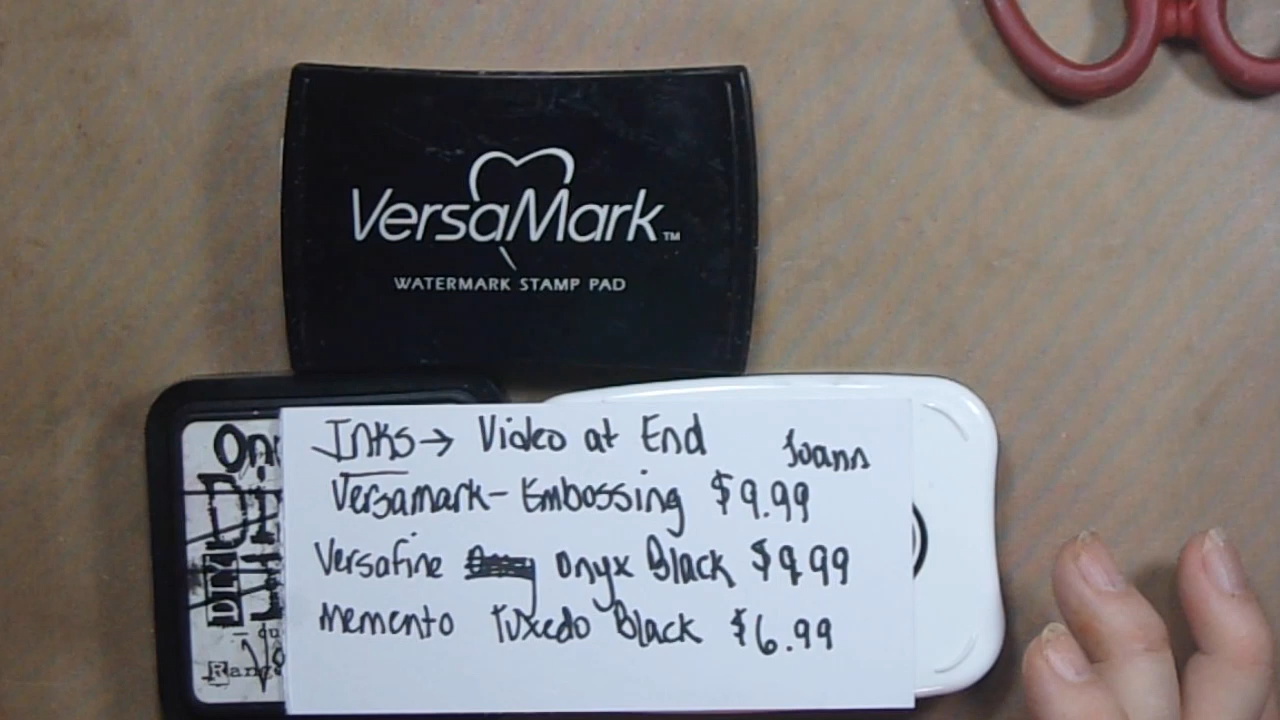 VersaMark™
WATERMARK STAMP PAD
Inks → Video at End
Joann
Versamark - Embossing $9.99
Versafine Onyx Black $9.99
Memento Tuxedo Black $6.99